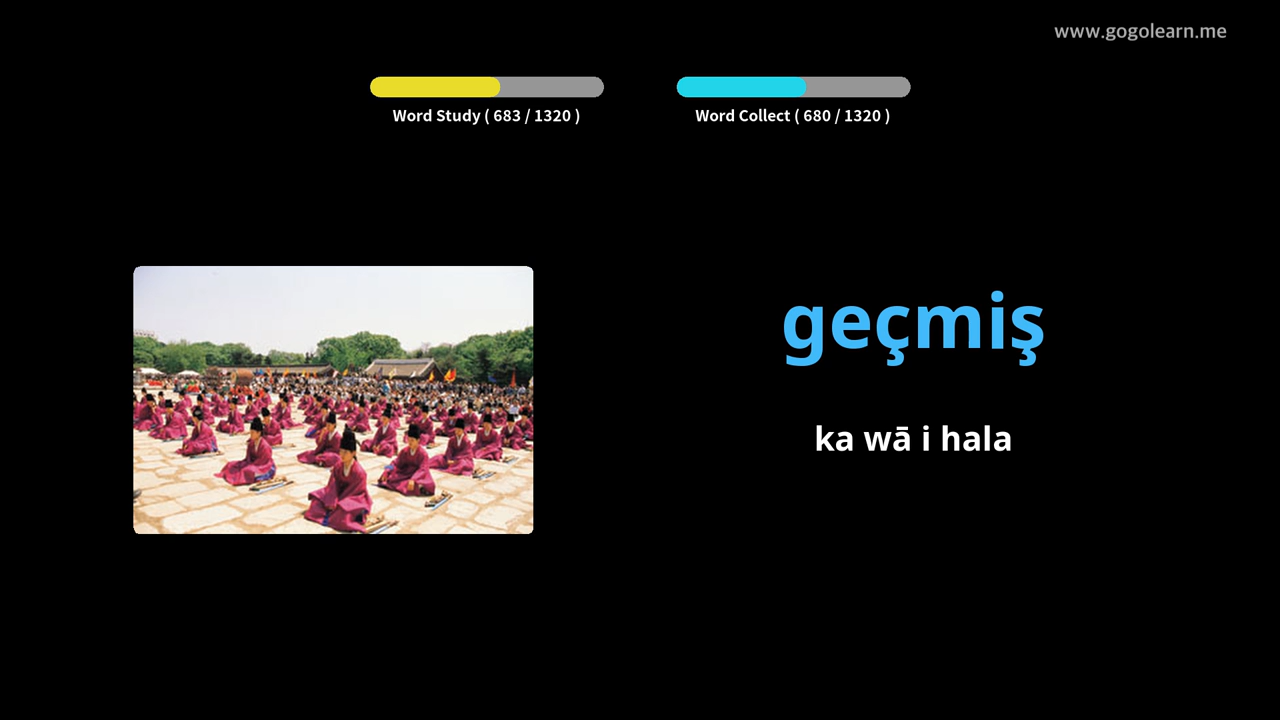 www.gogolearn.me
Word Study ( 683 / 1320 )
Word Collect ( 680 / 1320 )
geçmiş
ka wā i hala